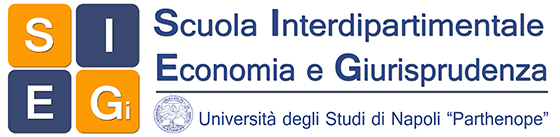 S I
E Gi
Scuola Interdipartimentale
Economia e Giurisprudenza
Università degli Studi di Napoli “Parthenope”